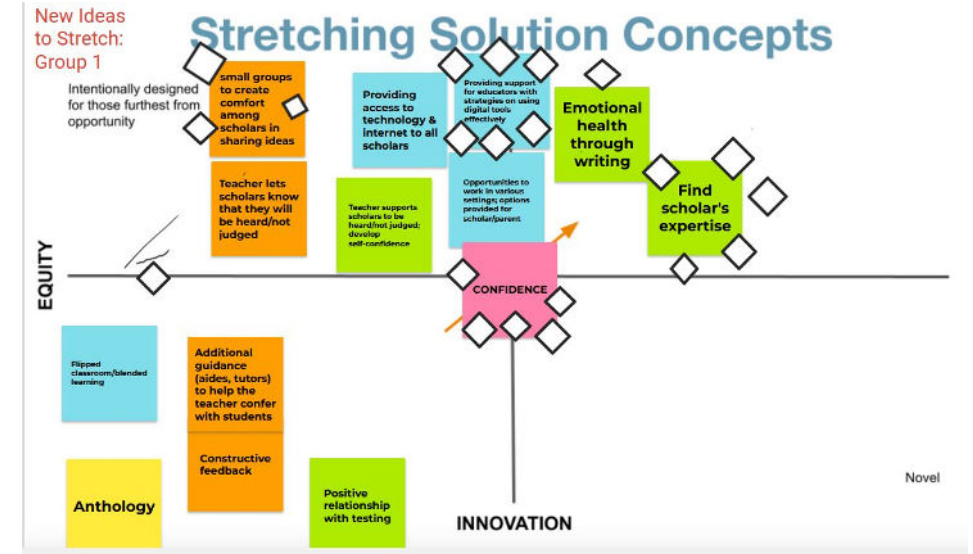 New Ideas
to Stretch:
Group 1
Stretching Solution Concepts
Intentionally designed
for those furthest from
opportunity
small groups
to create
comfort
among
scholars in
sharing ideas
Providing
access to
technology &
internet to all
scholars
Providing support
for educators with
strategies on using
digital tools
effectively
Emotional
health
through
writing
Teacher lets
scholars know
that they will
be heard/not
judged
Teacher supports
scholars to be
heard/not judged;
develop
self-confidence
Opportunities to
work in various
settings; options
provided for
scholar/parent
Find
scholar's
expertise
EQUITY
CONFIDENCE
Flipped
classroom/blended
learning
Additional
guidance
(aides, tutors)
to help the
teacher confer
with students
Constructive
feedback
Anthology
Positive
relationship
with testing
Novel
INNOVATION